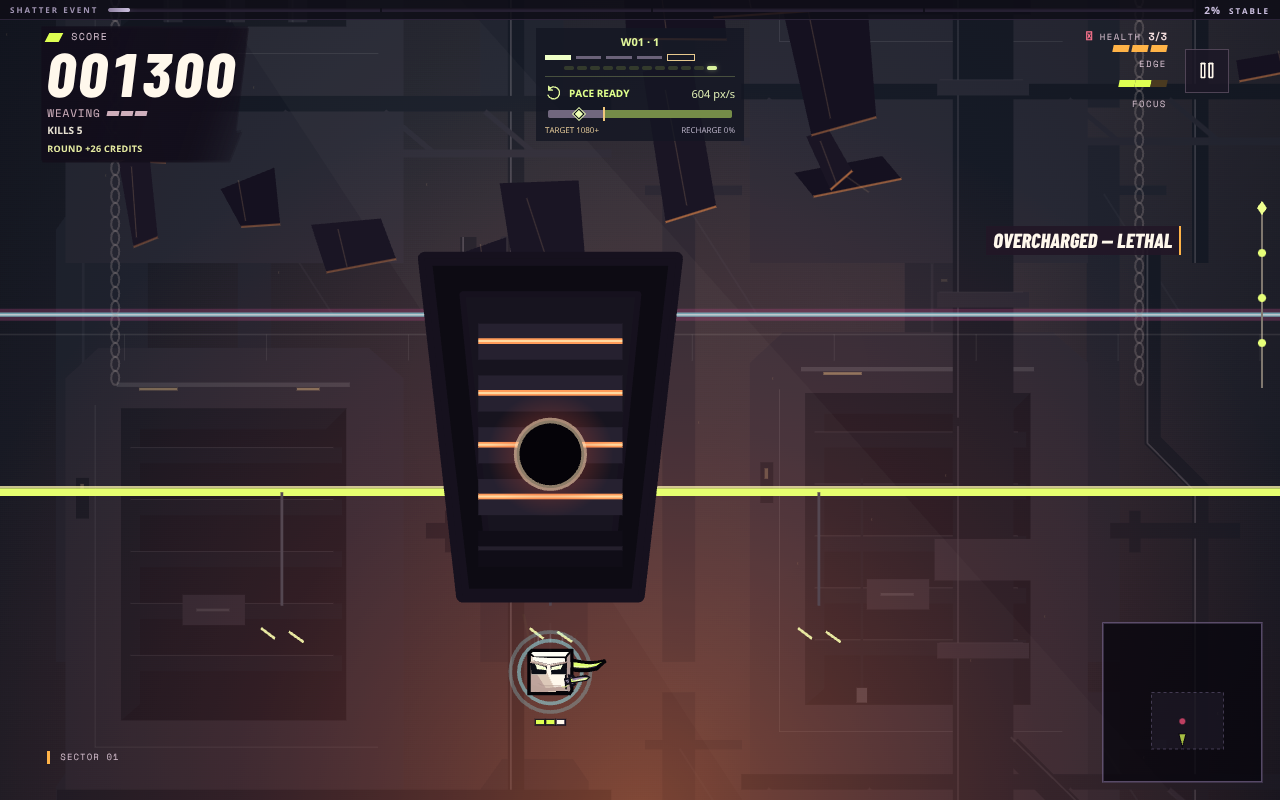 SHATTER EVENT
2% STABLE
SCORE
001300
WEAVING
KILLS 5
ROUND +26 CREDITS
W01 · 1
PACE READY
604 px/s
TARGET 1080+
RECHARGE 0%
HEALTH 3/3
EDGE
FOCUS
OVERCHARGED — LETHAL
SECTOR 01